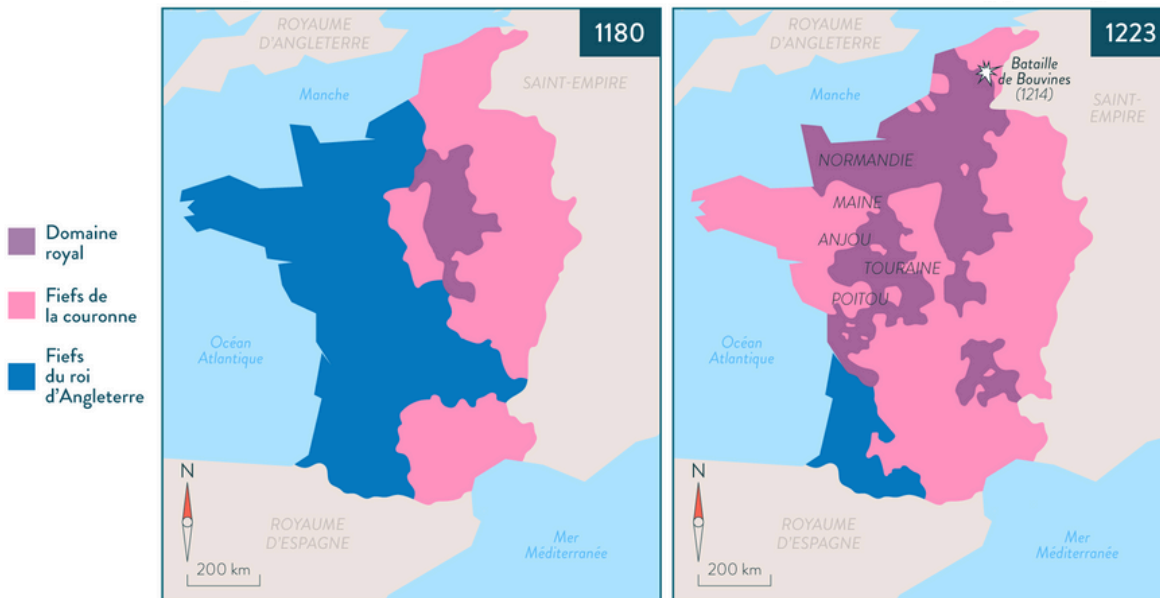 Domaine
royal
Fiefs de
la couronne
Fiefs
du roi
d'Angleterre
1180
ROYAUME
D'ANGLETERRE
Manche
SAINT-EMPIRE
Océan
Atlantique
N
200 km
ROYAUME
D'ESPAGNE
Mer
Méditerranée
1223
ROYAUME
D'ANGLETERRE
Manche
Bataille
de Bouvines
(1214)
SAINT-
EMPIRE
NORMANDIE
MAINE
ANJOU
TOURAINE
POITOU
Océan
Atlantique
N
200 km
ROYAUME
D'ESPAGNE
Mer
Méditerranée